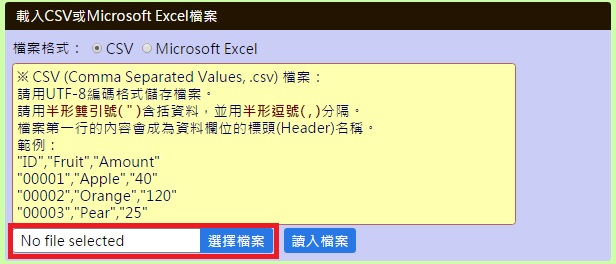 載入CSV或Microsoft Excel檔案
檔案格式： CSV Microsoft Excel
※ CSV (Comma Separated Values, .csv) 檔案：
請用UTF-8編碼格式儲存檔案。
請用半形雙引號(")含括資料，並用半形逗號(,)分隔。
檔案第一行的內容會成為資料欄位的標頭(Header)名稱。
範例：
"ID","Fruit","Amount"
"00001","Apple","40"
"00002","Orange","120"
"00003","Pear","25"
No file selected 選擇檔案 讀入檔案